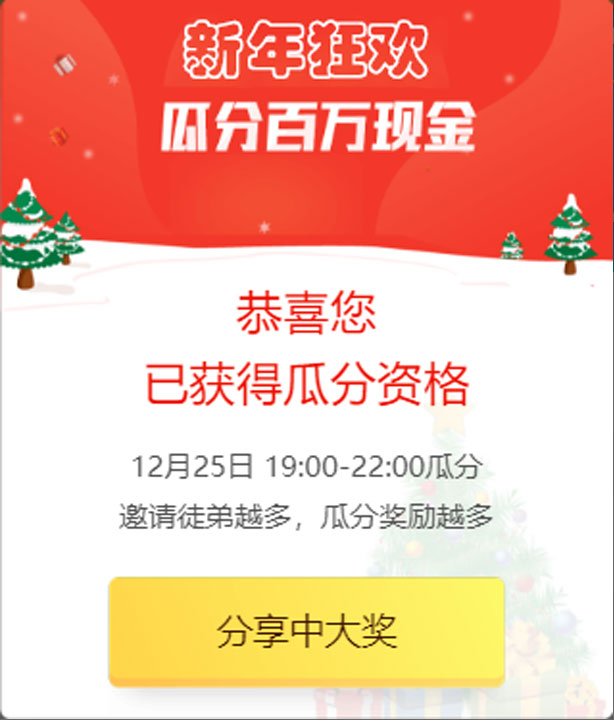 新年狂欢
瓜分百万现金
恭喜您
已获得瓜分资格
12月25日 19:00-22:00瓜分
邀请徒弟越多，瓜分奖励越多
分享中大奖